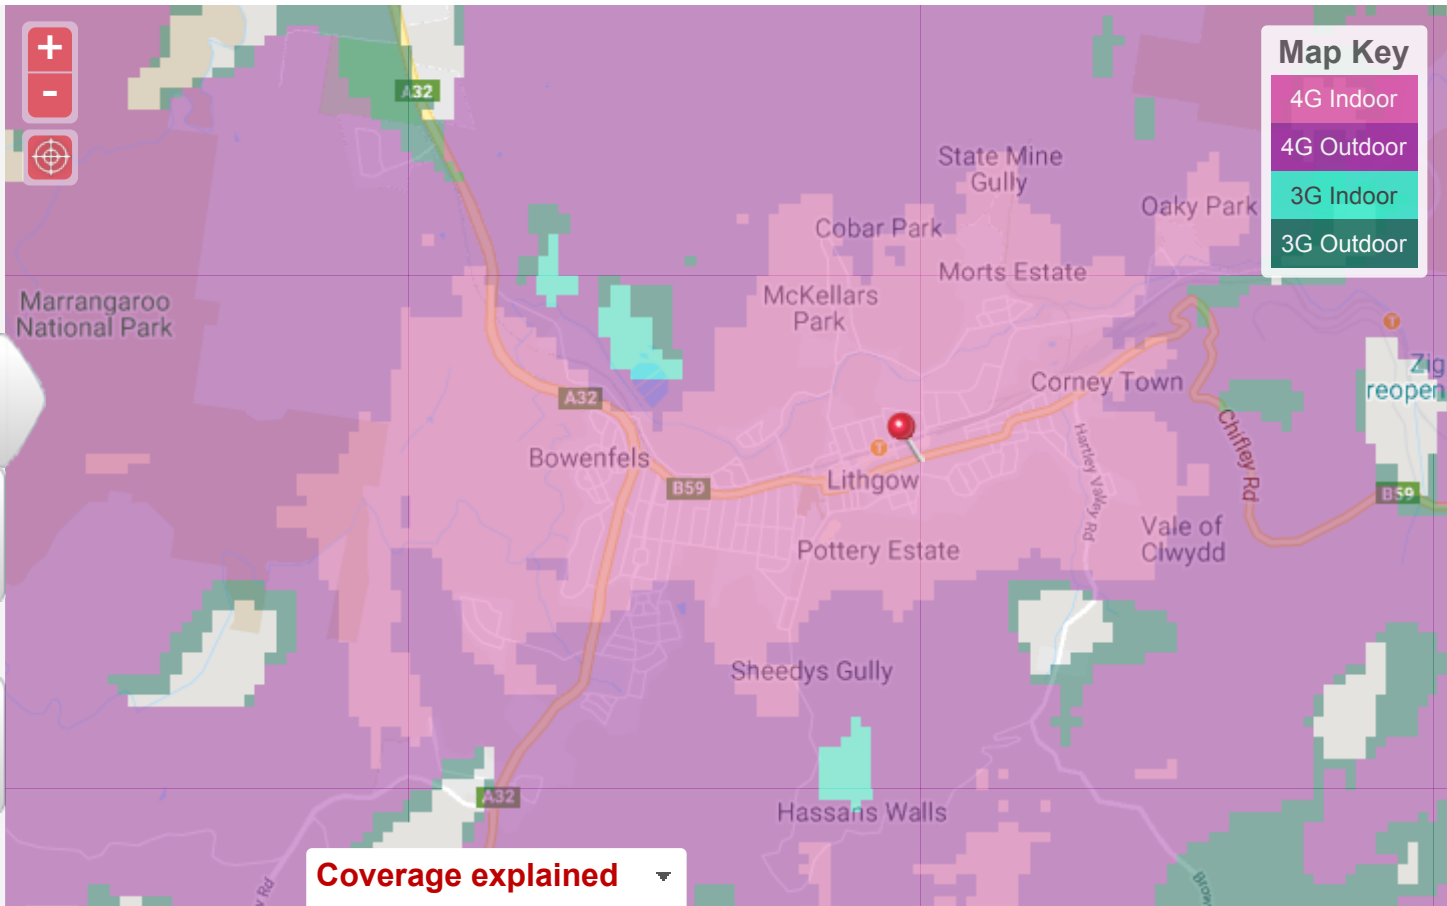 +
-
A32
Map Key
4G Indoor
4G Outdoor
3G Indoor
3G Outdoor
State Mine
Gully
Oaky Park
Cobar Park
Morts Estate
McKellars
Park
Marrangaroo
National Park
T
Zig
reopen
Corney Town
A32
Chifley Rd
Hartley Valley Rd
T
Bowenfels
Lithgow
B59
B59
Vale of
Clwydd
Pottery Estate
Sheedys Gully
A32
Hassans Walls
Coverage explained
Rd
Brow